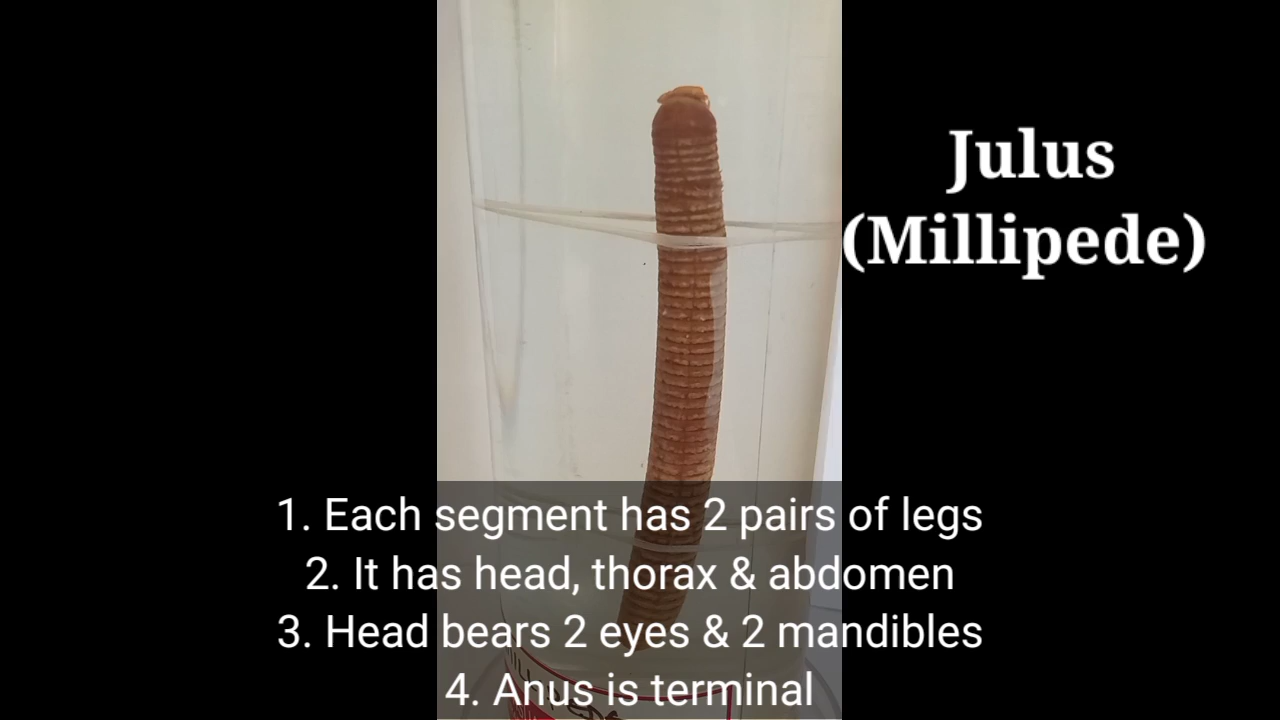 Julus
(Millipede)
1. Each segment has 2 pairs of legs
2. It has head, thorax & abdomen
3. Head bears 2 eyes & 2 mandibles
4. Anus is terminal